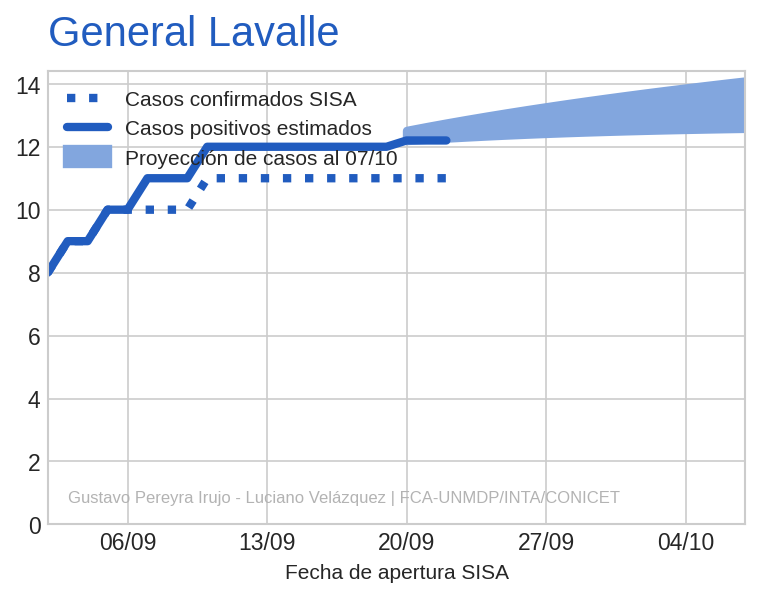 General Lavalle
14
12
10
8
6
4
2
0
Casos confirmados SISA
Casos positivos estimados
Proyección de casos al 07/10
Gustavo Pereyra Irujo - Luciano Velázquez | FCA-UNMDP/INTA/CONICET
06/09 13/09 20/09 27/09 04/10
Fecha de apertura SISA